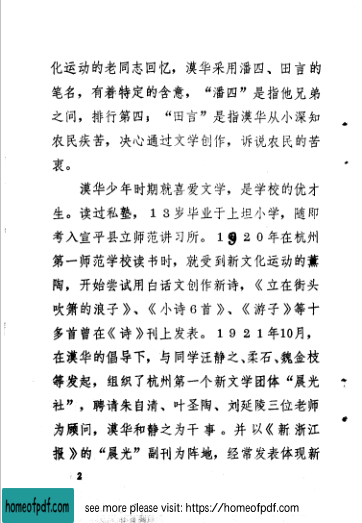 化运动的老同志回忆，漠华采用潘四、田言的
笔名，有着特定的含意，“潘四”是指他兄弟
之间，排行第四；“田言”是指漠华从小深知
农民疾苦，决心通过文学创作，诉说农民的苦
衷。
漠华少年时期就喜爱文学，是学校的优才
生。读过私塾，13岁毕业于上坦小学，随即
考入宣平县立师范讲习所。1920年在杭州
第一师范学校读书时，就受到新文化运动的薰
陶，开始尝试用白话文创作新诗，《立在街头
吹箫的浪子》、《小诗6首》、《游子》等十
多首曾在《诗》刊上发表。1921年10月，
在漠华的倡导下，与同学汪静之、柔石、魏金枝
等发起，组织了杭州第一个新文学团体“晨光
社”，聘请朱自清、叶圣陶、刘延陵三位老师
为顾问，漠华和静之为干事。并以《新浙江
报》的“晨光”副刊为阵地，经常发表体现新
2
homeofpdf.com
see more please visit: https://homeofpdf.com